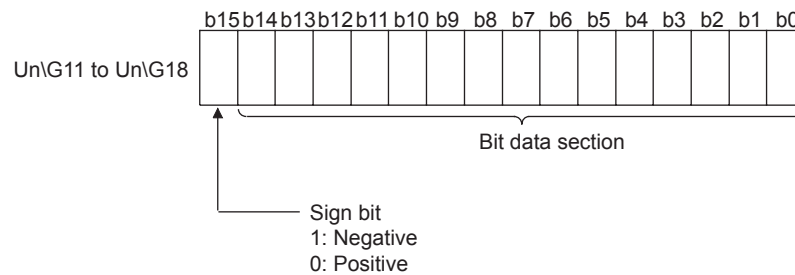 b15 b14 b13 b12 b11 b10 b9 b8 b7 b6 b5 b4 b3 b2 b1 b0
Un\G11 to Un\G18
Bit data section
Sign bit
1: Negative
0: Positive